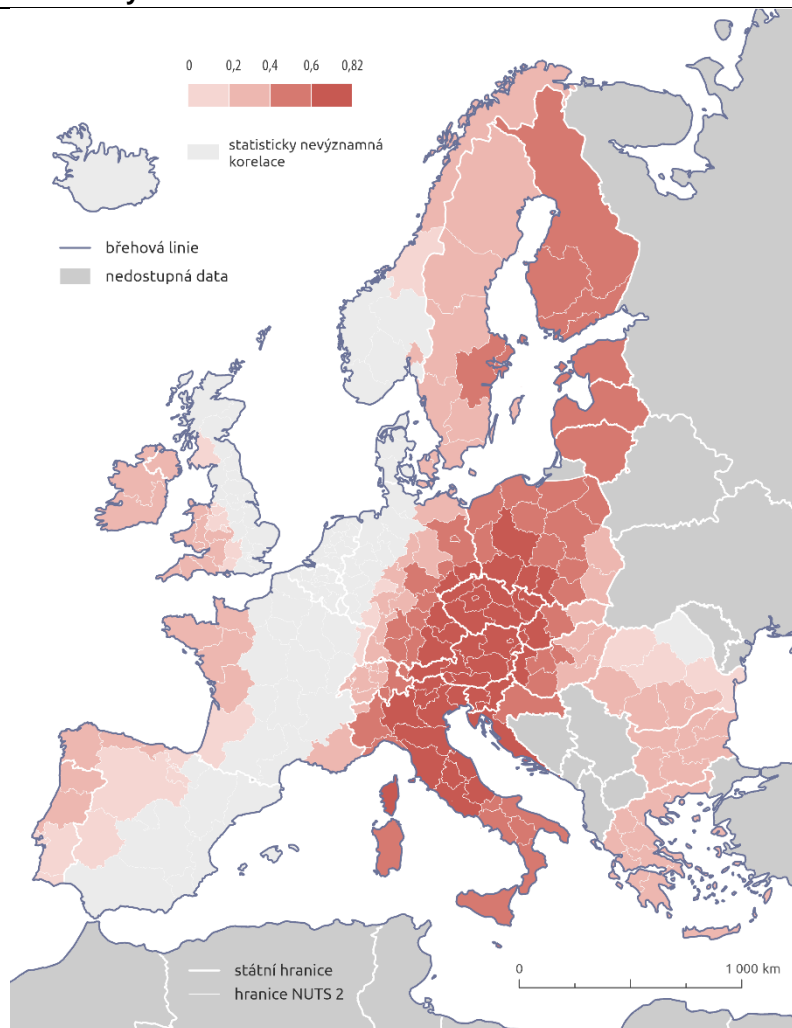 0 0,2 0,4 0,6 0,82
statisticky nevýznamná
korelace
břehová linie
nedostupná data
státní hranice
hranice NUTS 2
0 1 000 km